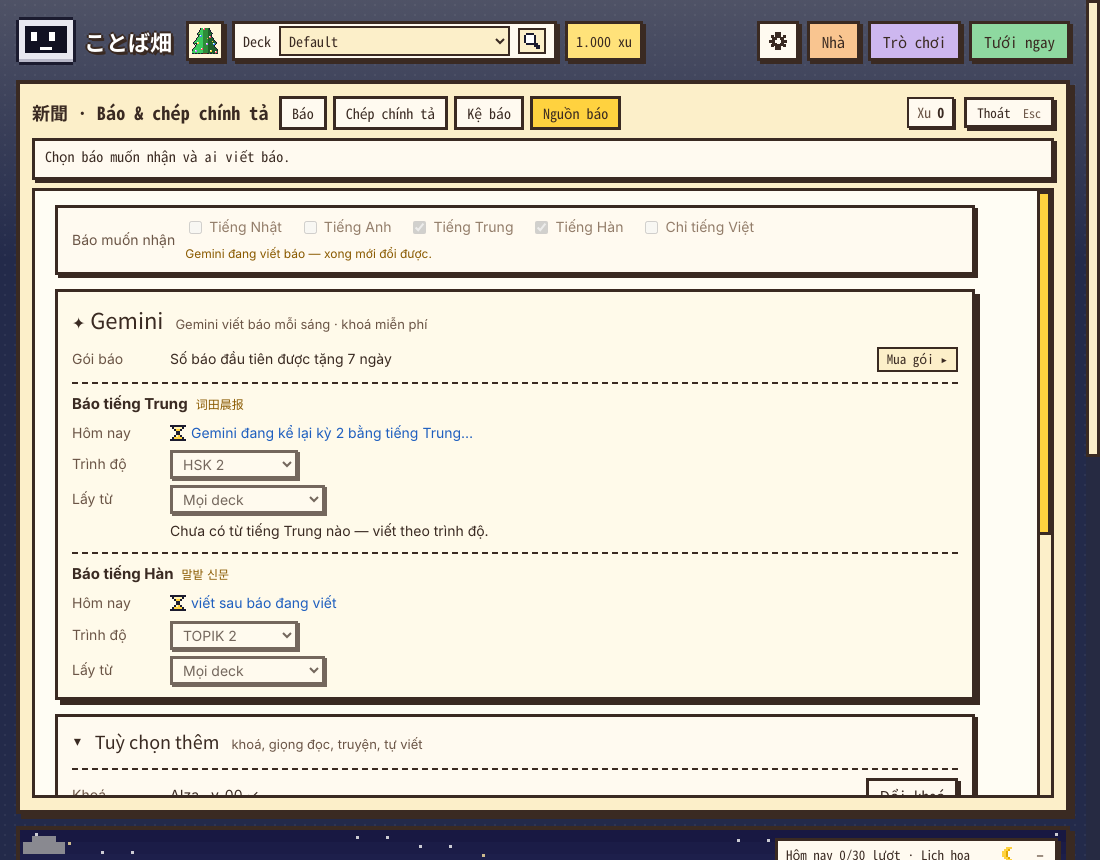 ことば畑
Deck Default
1.000 xu
Nhà
Trò chơi
Tưới ngay
新聞 · Báo & chép chính tả
Báo
Chép chính tả
Kệ báo
Nguồn báo
Xu 0
Thoát Esc
Chọn báo muốn nhận và ai viết báo.
Báo muốn nhận
Tiếng Nhật
Tiếng Anh
Tiếng Trung
Tiếng Hàn
Chỉ tiếng Việt
Gemini đang viết báo — xong mới đổi được.
✦ Gemini Gemini viết báo mỗi sáng · khoá miễn phí
Gói báo Số báo đầu tiên được tặng 7 ngày
Mua gói ▸
Báo tiếng Trung 词田晨报
Hôm nay Gemini đang kể lại kỳ 2 bằng tiếng Trung...
Trình độ HSK 2
Lấy từ Mọi deck
Chưa có từ tiếng Trung nào — viết theo trình độ.
Báo tiếng Hàn 말밭 신문
Hôm nay viết sau báo đang viết
Trình độ TOPIK 2
Lấy từ Mọi deck
▼ Tuỳ chọn thêm khoá, giọng đọc, truyện, tự viết
Khoá
Đổi khoá
Hôm nay 0/30 lượt · Lịch hoa –